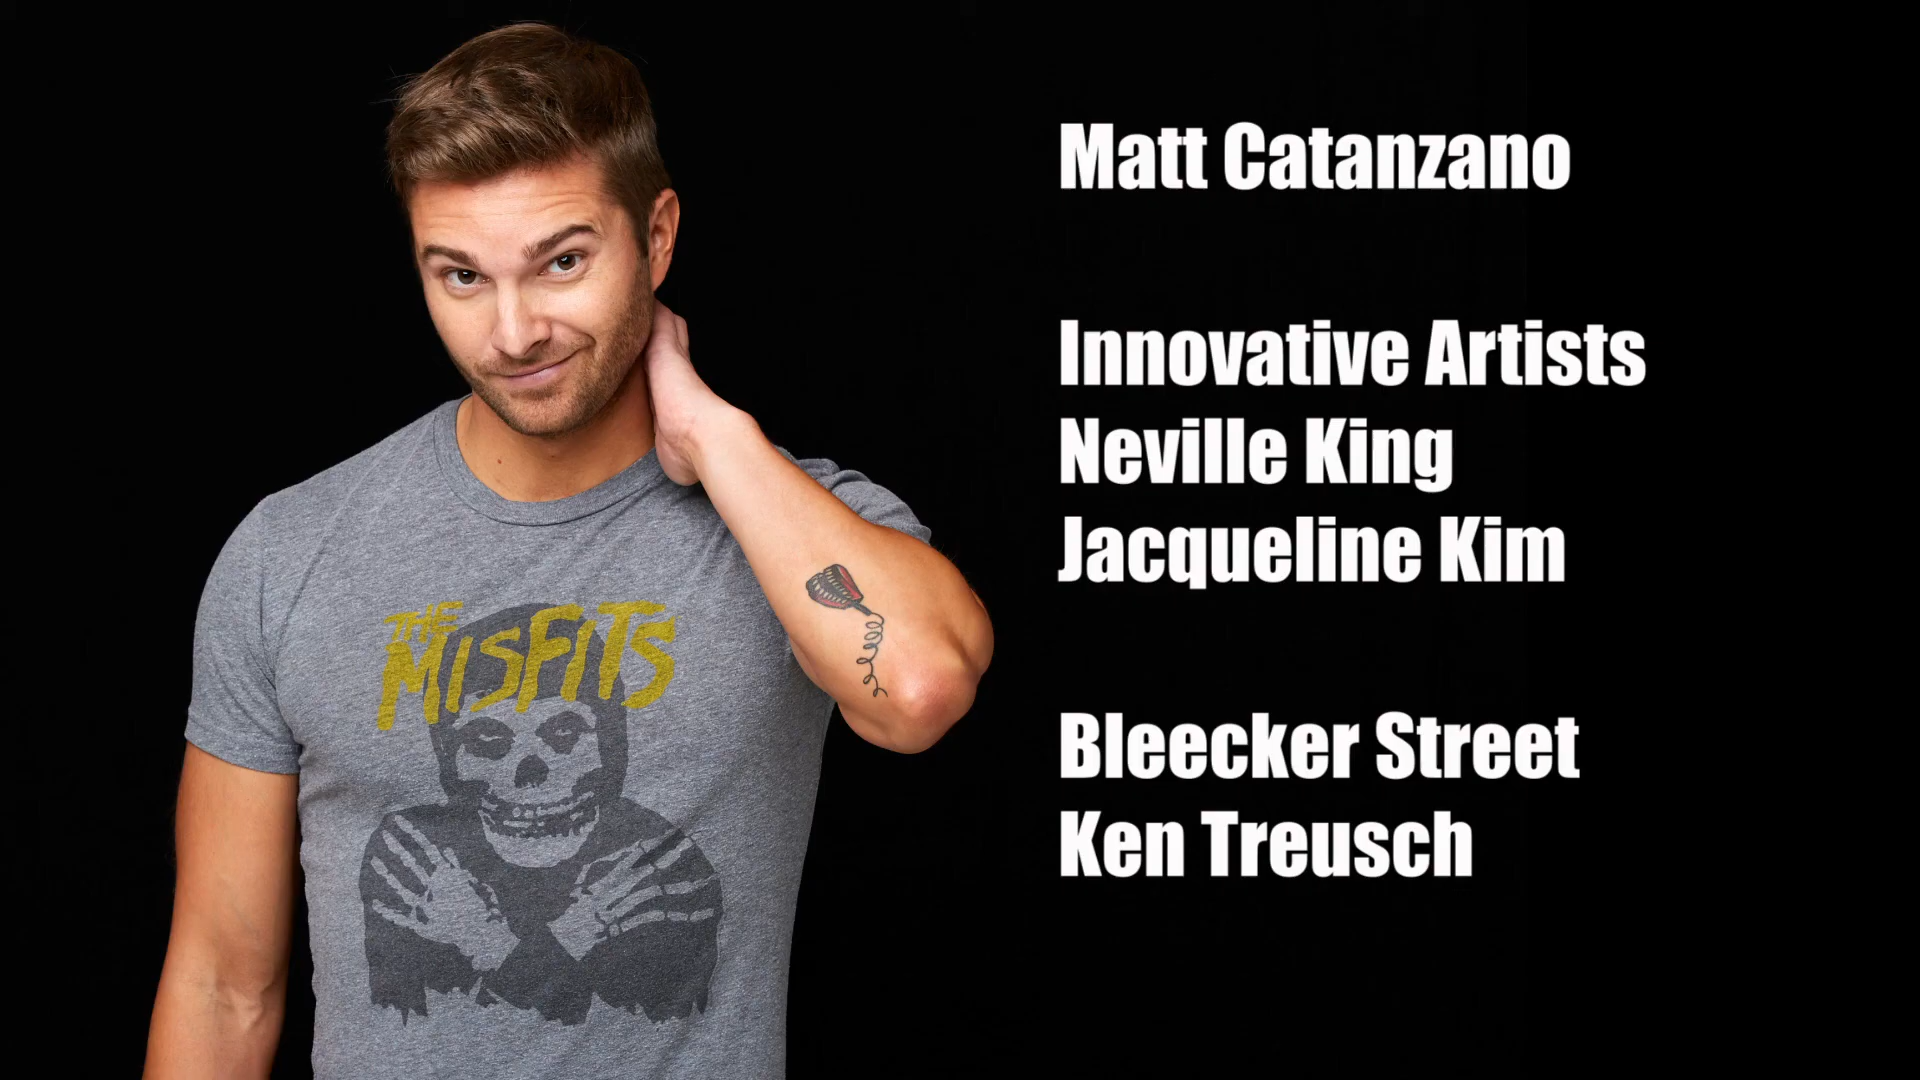 Matt Catanzano
Innovative Artists
Neville King
Jacqueline Kim
Bleecker Street
Ken Treusch
THE
MISFITS